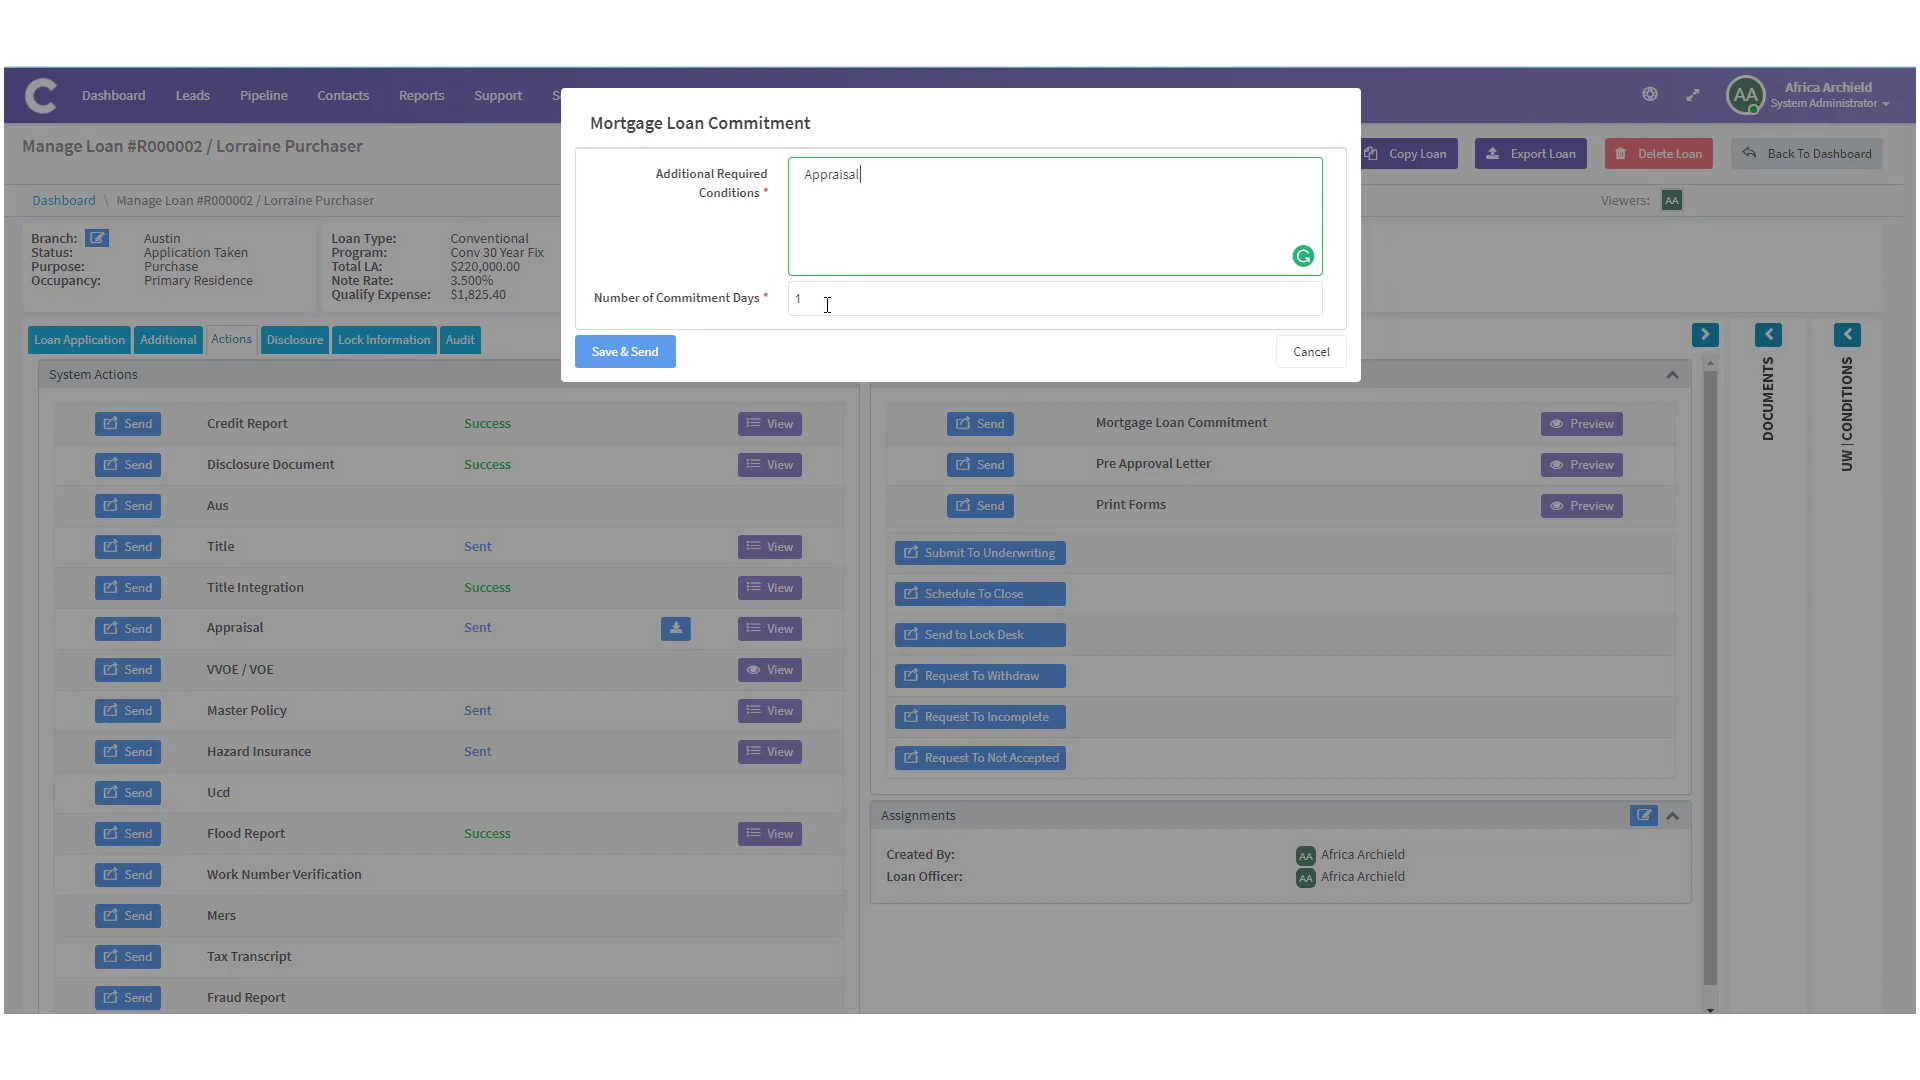 Dashboard Leads Pipeline Contacts Reports Support S
AA Africa Archield
System Administrator
Manage Loan #R000002 / Lorraine Purchaser
Copy Loan Export Loan Delete Loan Back To Dashboard
Dashboard \ Manage Loan #R000002 / Lorraine Purchaser
Viewers: AA
Branch: Austin
Status: Application Taken
Purpose: Purchase
Occupancy: Primary Residence
Loan Type: Conventional
Program: Conv 30 Year Fix
Total LA: $220,000.00
Note Rate: 3.500%
Qualify Expense: $1,825.40
Mortgage Loan Commitment
Additional Required
Conditions *
Appraisal
Number of Commitment Days * 1
Save & Send Cancel
Loan Application Additional Actions Disclosure Lock Information Audit
System Actions
Send Credit Report Success View
Send Disclosure Document Success View
Send Aus
Send Title Sent View
Send Title Integration Success View
Send Appraisal Sent View
Send VVOE / VOE View
Send Master Policy Sent View
Send Hazard Insurance Sent View
Send Ucd
Send Flood Report Success View
Send Work Number Verification
Send Mers
Send Tax Transcript
Send Fraud Report
Send Mortgage Loan Commitment Preview
Send Pre Approval Letter Preview
Send Print Forms Preview
Submit To Underwriting
Schedule To Close
Send to Lock Desk
Request To Withdraw
Request To Incomplete
Request To Not Accepted
Assignments
Created By: AA Africa Archield
Loan Officer: AA Africa Archield
DOCUMENTS
UW | CONDITIONS